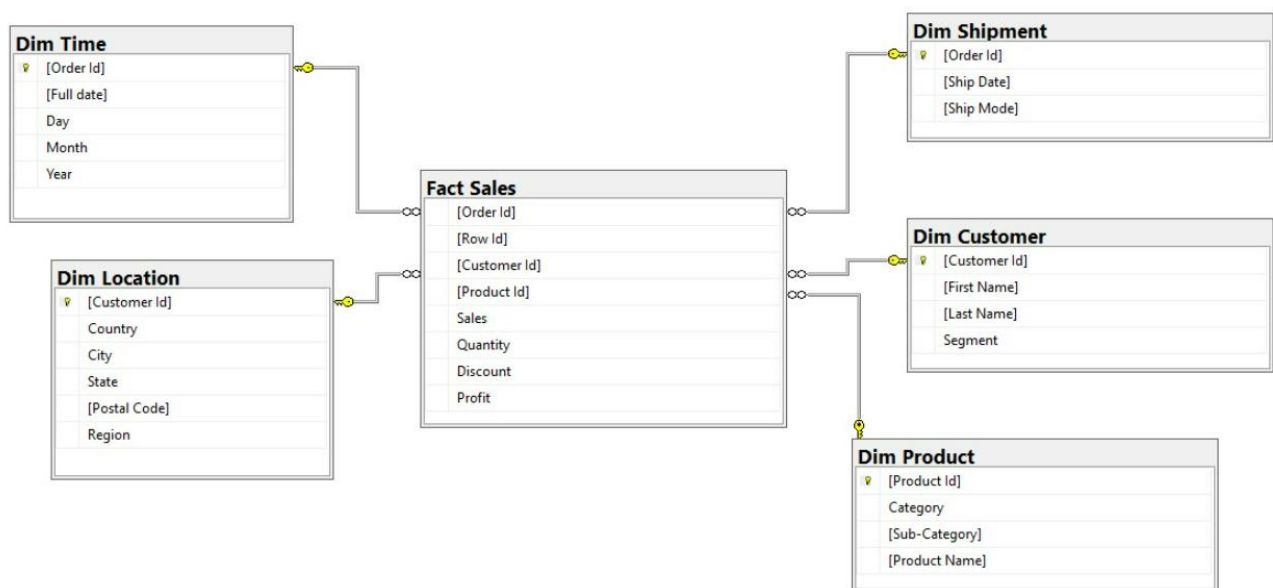 Dim Time
[Order Id]
[Full date]
Day
Month
Year
Dim Location
[Customer Id]
Country
City
State
[Postal Code]
Region
Fact Sales
[Order Id]
[Row Id]
[Customer Id]
[Product Id]
Sales
Quantity
Discount
Profit
Dim Shipment
[Order Id]
[Ship Date]
[Ship Mode]
Dim Customer
[Customer Id]
[First Name]
[Last Name]
Segment
Dim Product
[Product Id]
Category
[Sub-Category]
[Product Name]